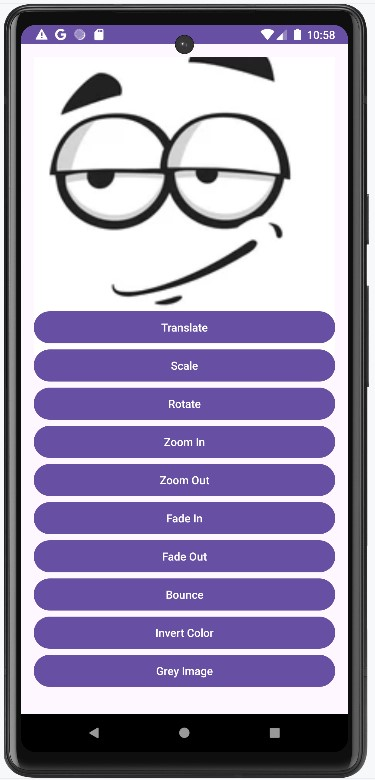 10:58
Translate
Scale
Rotate
Zoom In
Zoom Out
Fade In
Fade Out
Bounce
Invert Color
Grey Image